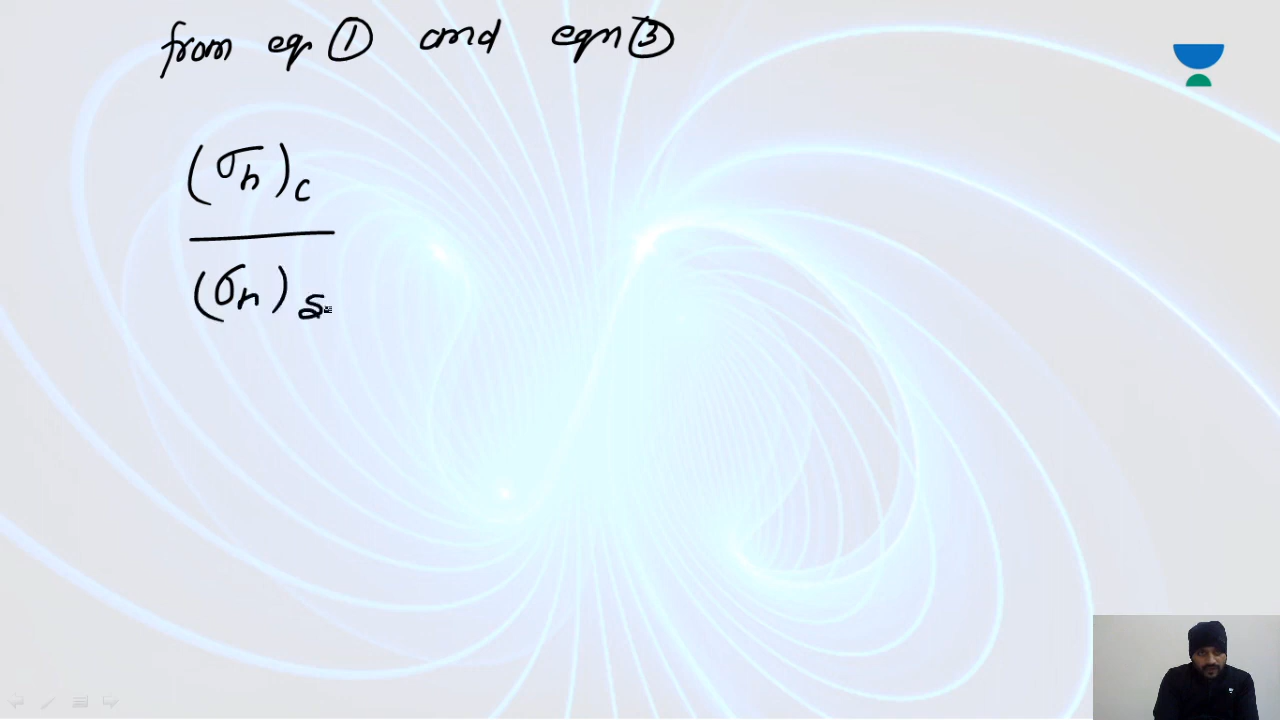 from eq ① and eqn ③
(σh)c
(σh)s